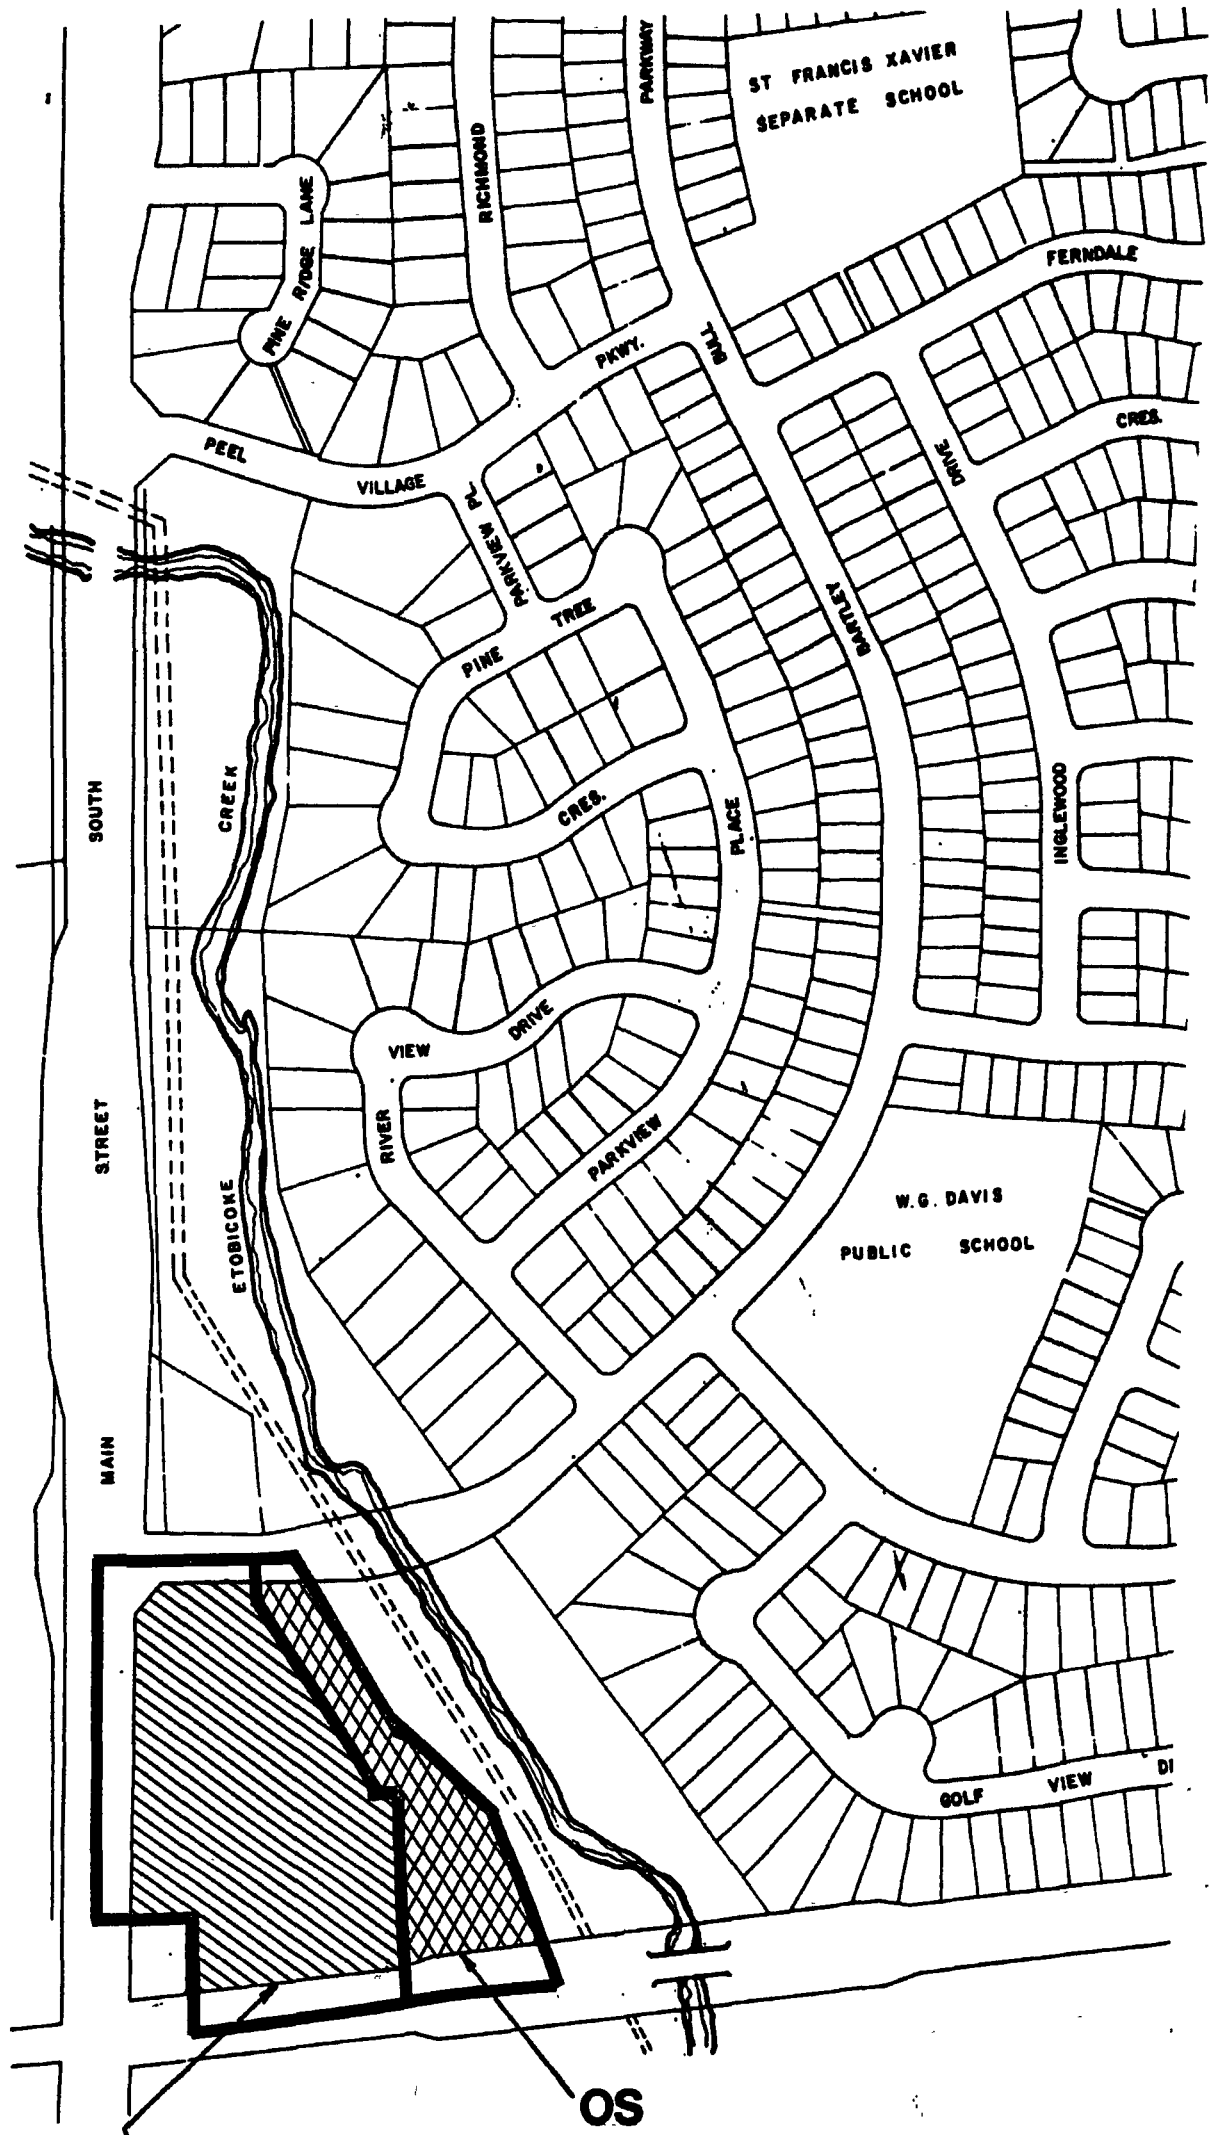 ST FRANCIS XAVIER
SEPARATE SCHOOL
PARKWAY
RICHMOND
PINE RIDGE LANE
FERNDALE
BULL
PKWY.
CRES.
PEEL
VILLAGE
DRIVE
PARKVIEW PL.
TREE
PINE
BARTLEY
CREEK
SOUTH
CRES.
PLACE
INGLEWOOD
VIEW
DRIVE
RIVER
PARKVIEW
STREET
ETOBICOKE
W.G. DAVIS
PUBLIC SCHOOL
MAIN
GOLF VIEW DI
OS